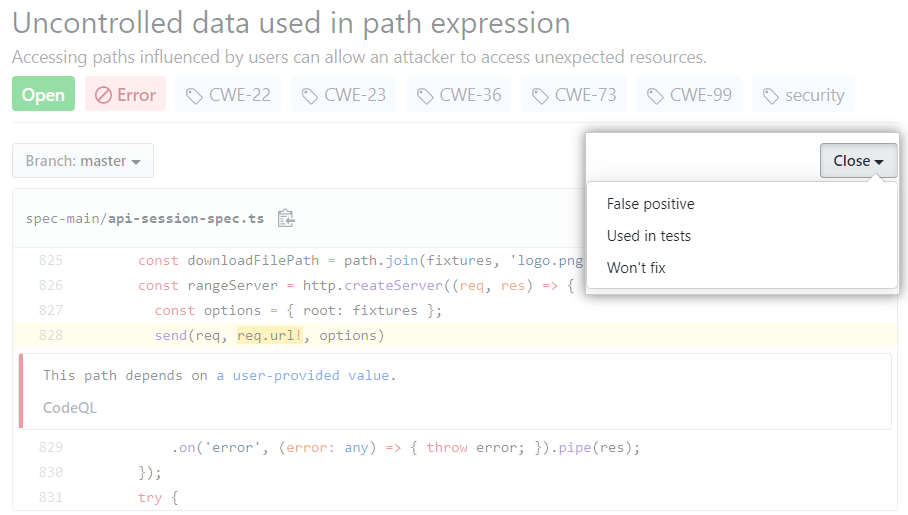 Uncontrolled data used in path expression
Accessing paths influenced by users can allow an attacker to access unexpected resources.
Open Error CWE-22 CWE-23 CWE-36 CWE-73 CWE-99 security
Branch: master
Close
False positive
Used in tests
Won't fix
spec-main/api-session-spec.ts
825 const downloadFilePath = path.join(fixtures, 'logo.png
826 const rangeServer = http.createServer((req, res) => {
827 const options = { root: fixtures };
828 send(req, req.url!, options)
This path depends on a user-provided value.
CodeQL
829 .on('error', (error: any) => { throw error; }).pipe(res);
830 });
831 try {